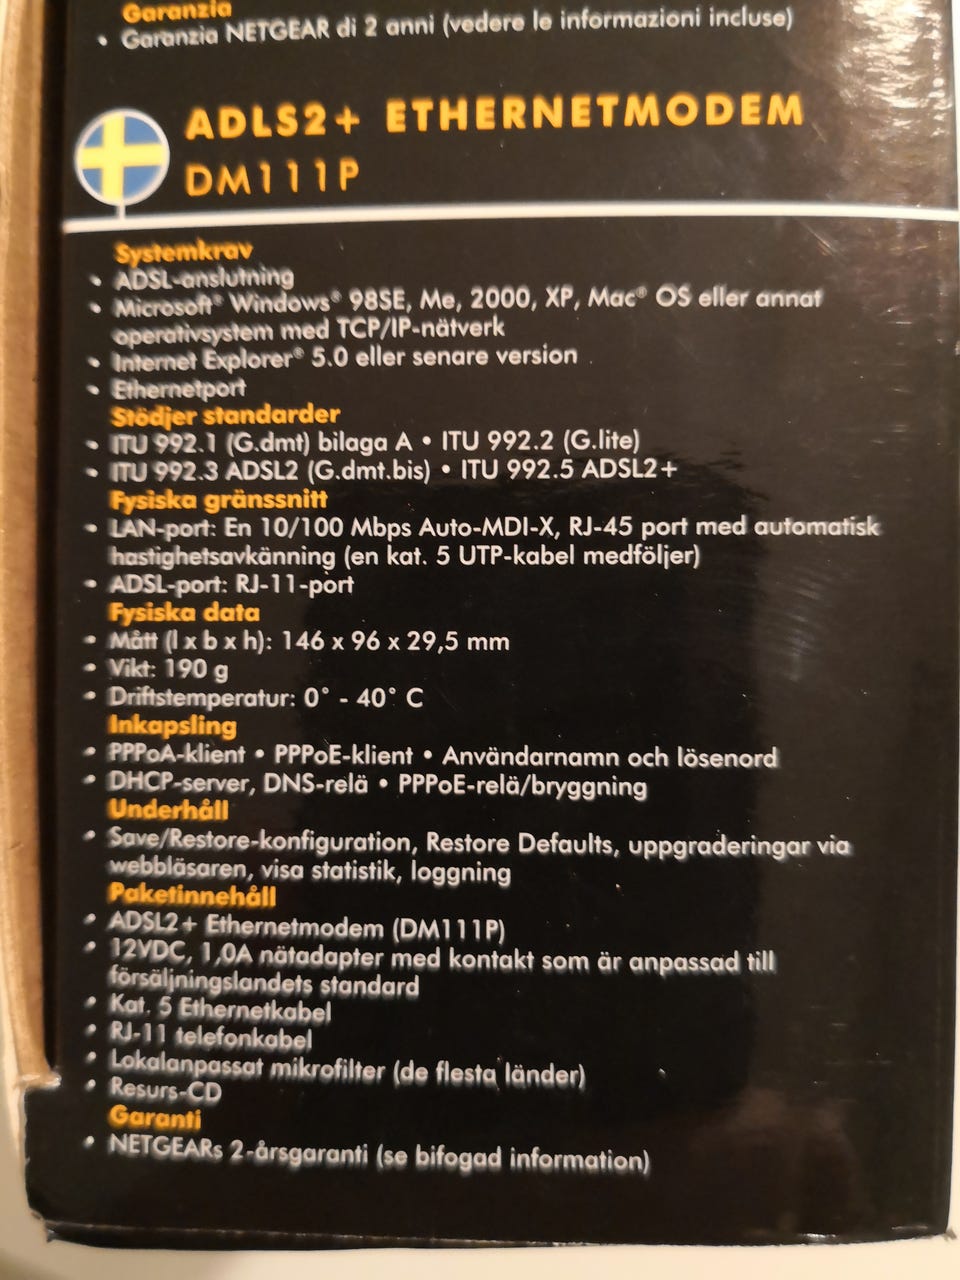 Garanzia
• Garanzia NETGEAR di 2 anni (vedere le informazioni incluse)
ADLS2+ ETHERNETMODEM
DM111P
Systemkrav
• ADSL-anslutning
• Microsoft® Windows® 98SE, Me, 2000, XP, Mac® OS eller annat
operativsystem med TCP/IP-nätverk
• Internet Explorer® 5.0 eller senare version
• Ethernetport
Stödjer standarder
• ITU 992.1 (G.dmt) bilaga A • ITU 992.2 (G.lite)
• ITU 992.3 ADSL2 (G.dmt.bis) • ITU 992.5 ADSL2+
Fysiska gränssnitt
• LAN-port: En 10/100 Mbps Auto-MDI-X, RJ-45 port med automatisk
hastighetsavkänning (en kat. 5 UTP-kabel medföljer)
• ADSL-port: RJ-11-port
Fysiska data
• Mått (l x b x h): 146 x 96 x 29,5 mm
• Vikt: 190 g
• Driftstemperatur: 0° - 40° C
Inkapsling
• PPPoA-klient • PPPoE-klient • Användarnamn och lösenord
• DHCP-server, DNS-relä • PPPoE-relä/bryggning
Underhåll
• Save/Restore-konfiguration, Restore Defaults, uppgraderingar via
webbläsaren, visa statistik, loggning
Paketinnehåll
• ADSL2+ Ethernetmodem (DM111P)
• 12VDC, 1,0A nätadapter med kontakt som är anpassad till
försäljningslandets standard
• Kat. 5 Ethernetkabel
• RJ-11 telefonkabel
• Lokalanpassat mikrofilter (de flesta länder)
• Resurs-CD
Garanti
• NETGEARs 2-årsgaranti (se bifogad information)